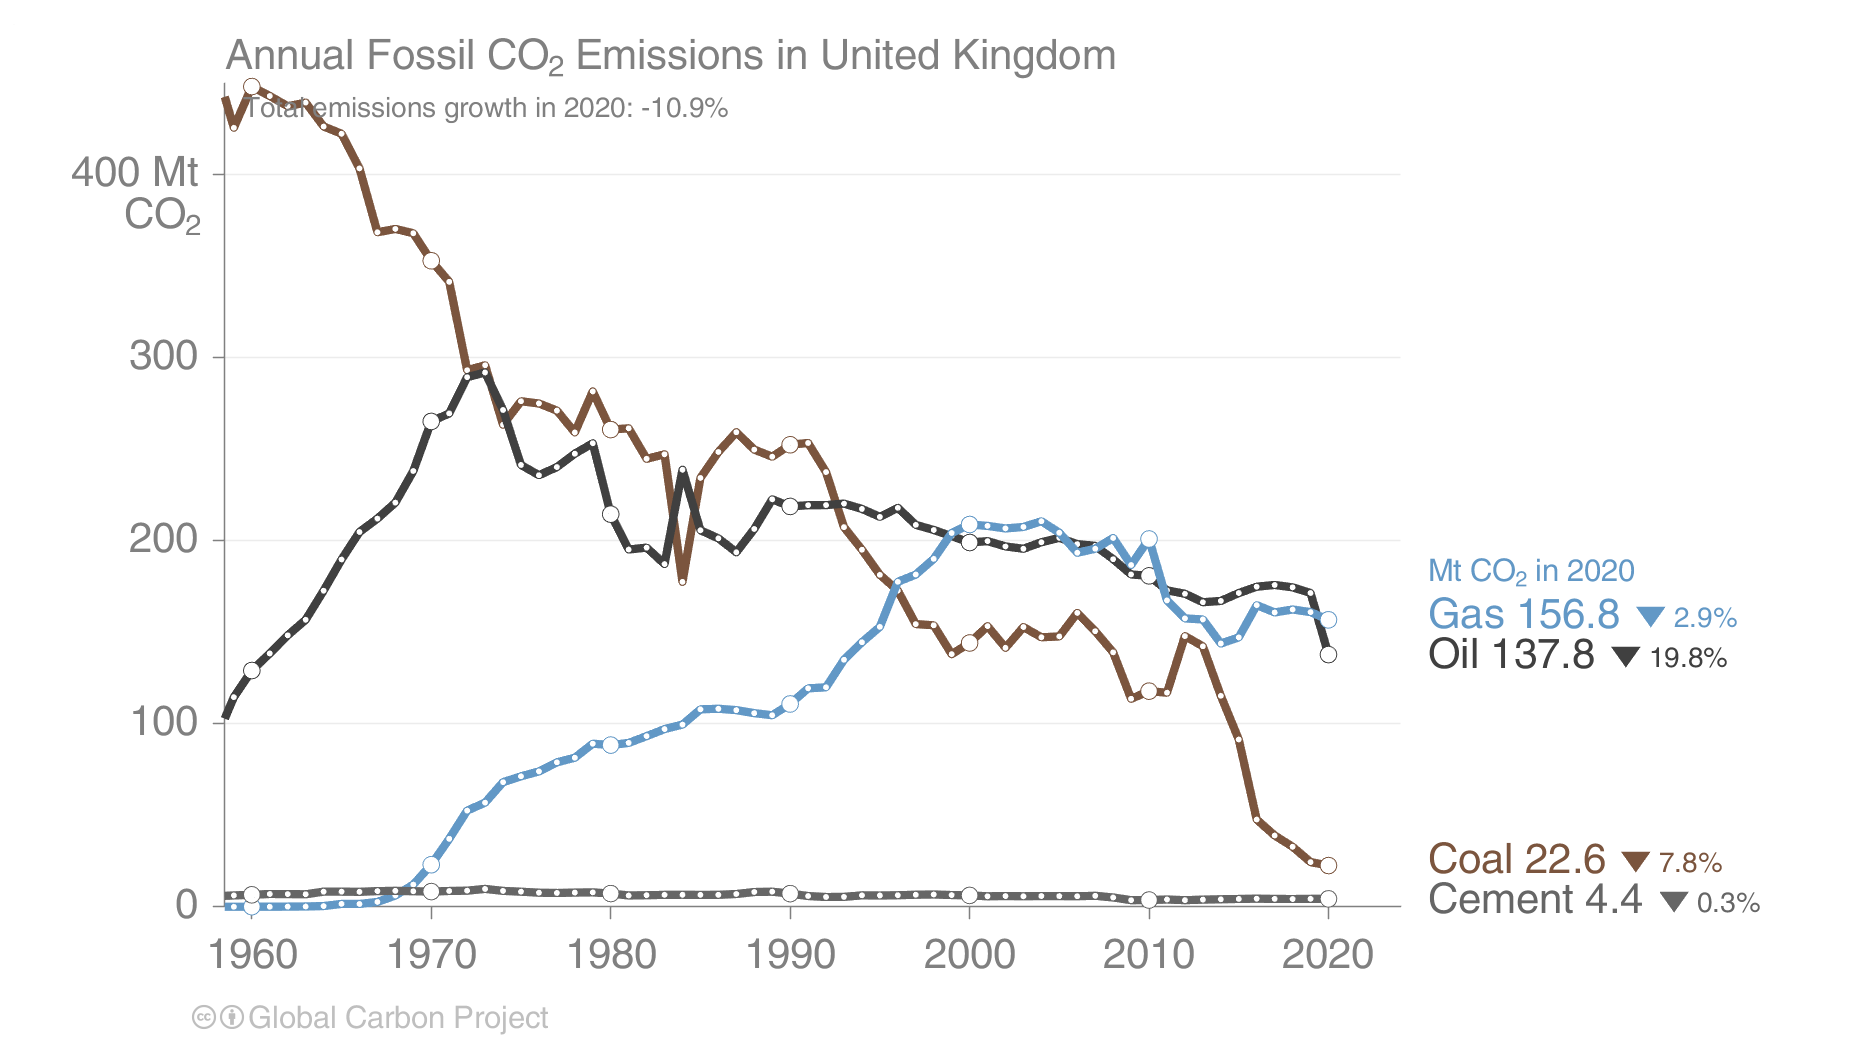 Annual Fossil CO₂ Emissions in United Kingdom
Total emissions growth in 2020: -10.9%
400 Mt
CO₂
300
200
100
0
1960 1970 1980 1990 2000 2010 2020
Mt CO₂ in 2020
Gas 156.8 ▼ 2.9%
Oil 137.8 ▼ 19.8%
Coal 22.6 ▼ 7.8%
Cement 4.4 ▼ 0.3%
cc Global Carbon Project